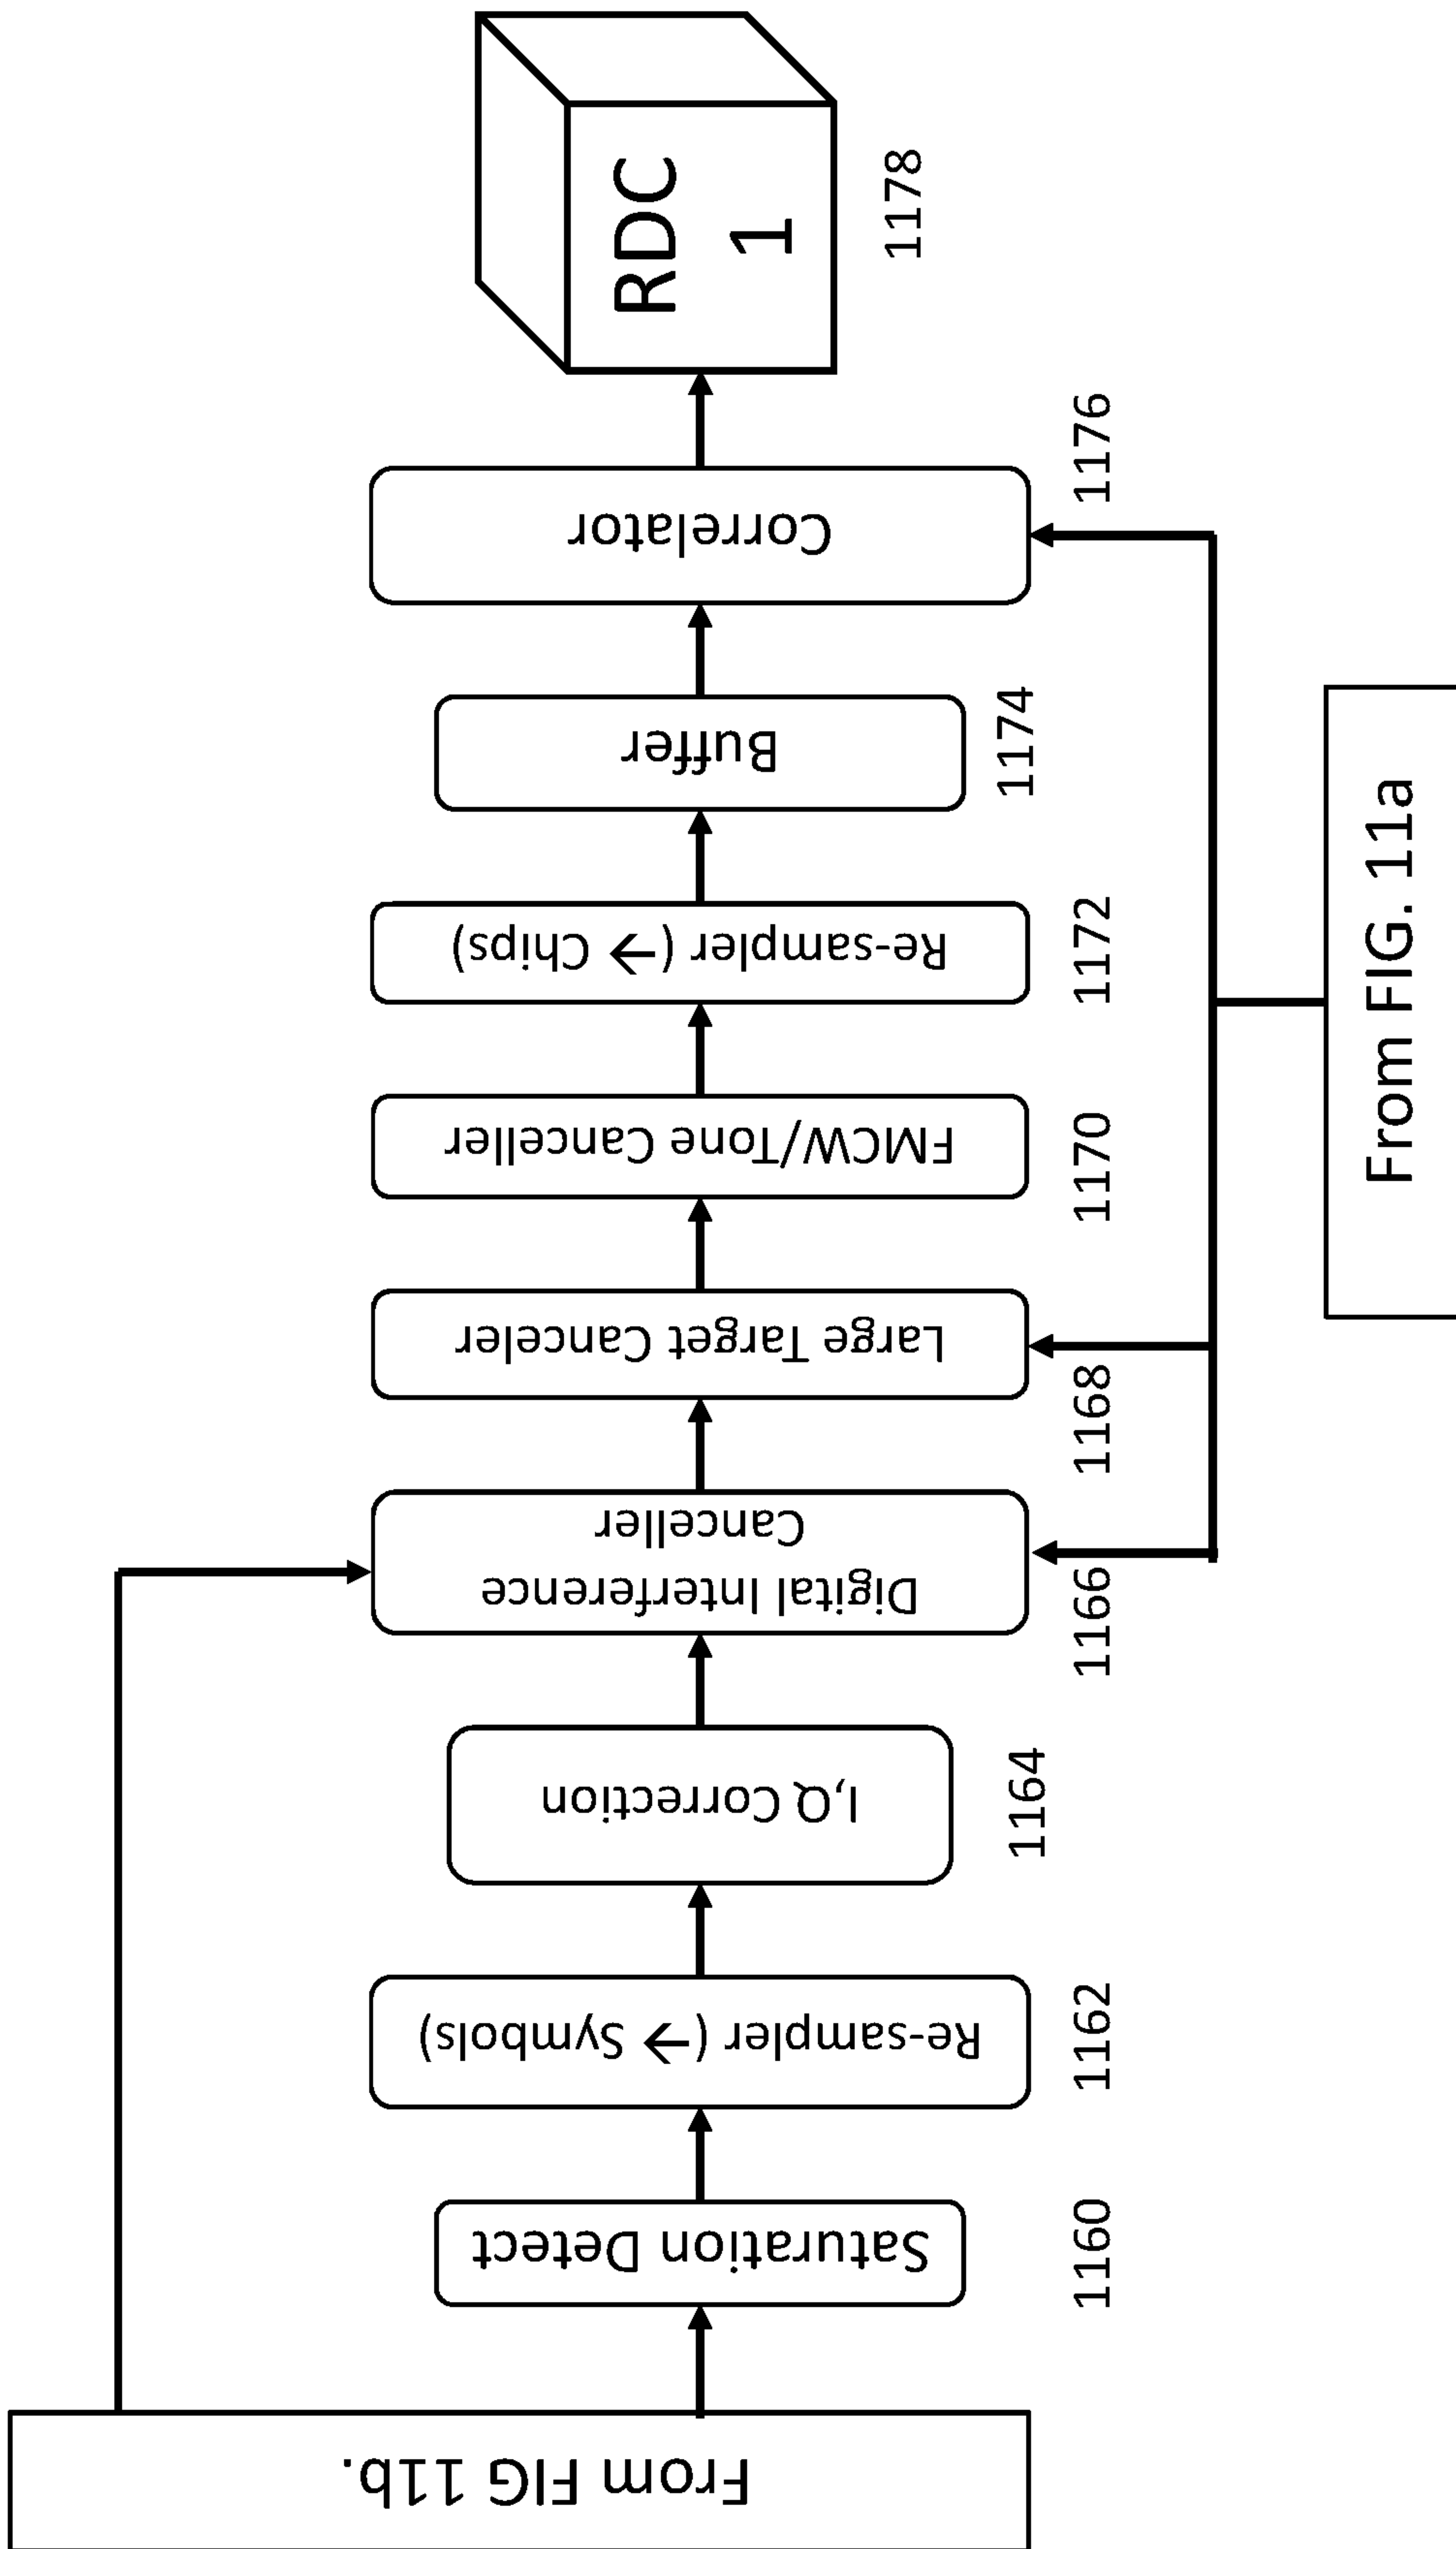 From FIG 11b.
Saturation Detect
1160
Re-sampler (→ Symbols)
1162
I,Q Correction
1164
Digital Interference
Canceller
1166
Large Target Canceler
1168
FMCW/Tone Canceller
1170
Re-sampler (→ Chips)
1172
Buffer
1174
Correlator
1176
RDC
1
1178
From FIG. 11a